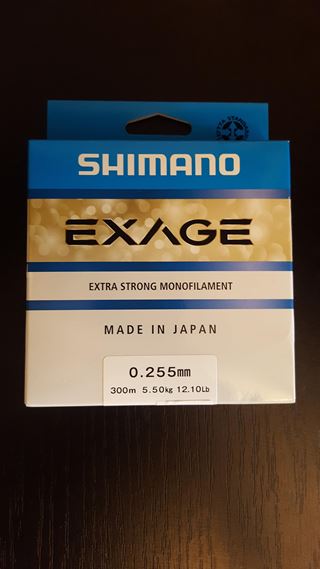 SHIMANO
EXAGE
EXTRA STRONG MONOFILAMENT
MADE IN JAPAN
0.255mm
300m 5.50kg 12.10Lb